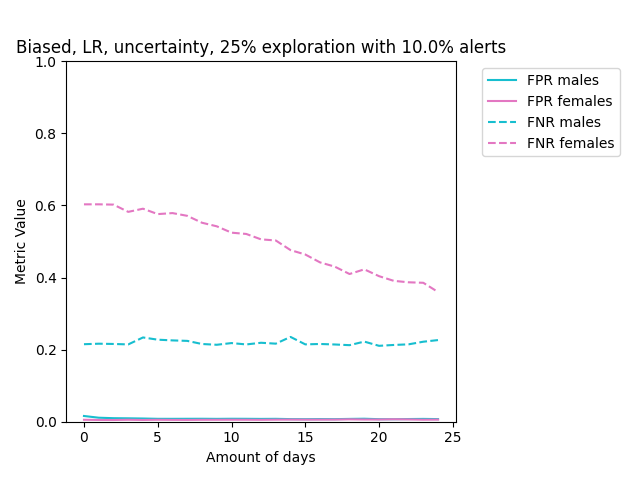 Biased, LR, uncertainty, 25% exploration with 10.0% alerts
FPR males
FPR females
FNR males
FNR females
Metric Value
1.0
0.8
0.6
0.4
0.2
0.0
0 5 10 15 20 25
Amount of days